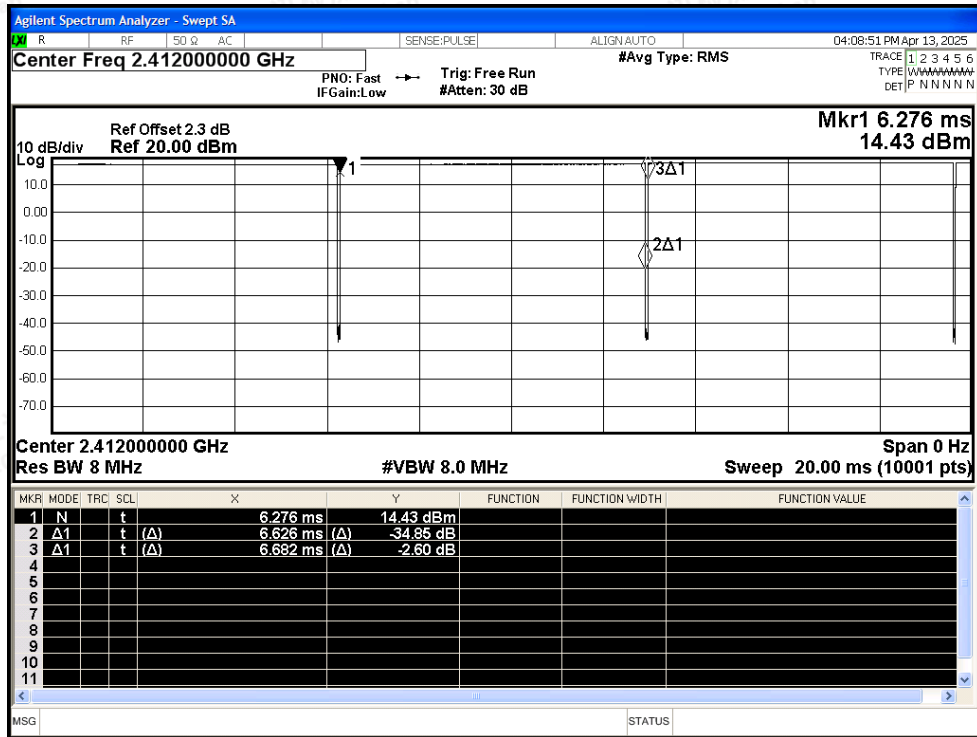 Agilent Spectrum Analyzer - Swept SA
LXI R RF 50 Ω AC SENSE:PULSE ALIGN AUTO 04:08:51 PM Apr 13, 2025
Center Freq 2.412000000 GHz #Avg Type: RMS TRACE 1 2 3 4 5 6
PNO: Fast Trig: Free Run TYPE WWWWWW
IFGain:Low #Atten: 30 dB DET P N N N N N
Mkr1 6.276 ms
Ref Offset 2.3 dB
10 dB/div Ref 20.00 dBm 14.43 dBm
Log
1 3Δ1
10.0
0.00
-10.0
2Δ1
-20.0
-30.0
-40.0
-50.0
-60.0
-70.0
Center 2.412000000 GHz Span 0 Hz
Res BW 8 MHz #VBW 8.0 MHz Sweep 20.00 ms (10001 pts)
MKR MODE TRC SCL X Y FUNCTION FUNCTION WIDTH FUNCTION VALUE
1 N t 6.276 ms 14.43 dBm
2 Δ1 t (Δ) 6.626 ms (Δ) -34.85 dB
3 Δ1 t (Δ) 6.682 ms (Δ) -2.60 dB
4
5
6
7
8
9
10
11
MSG STATUS